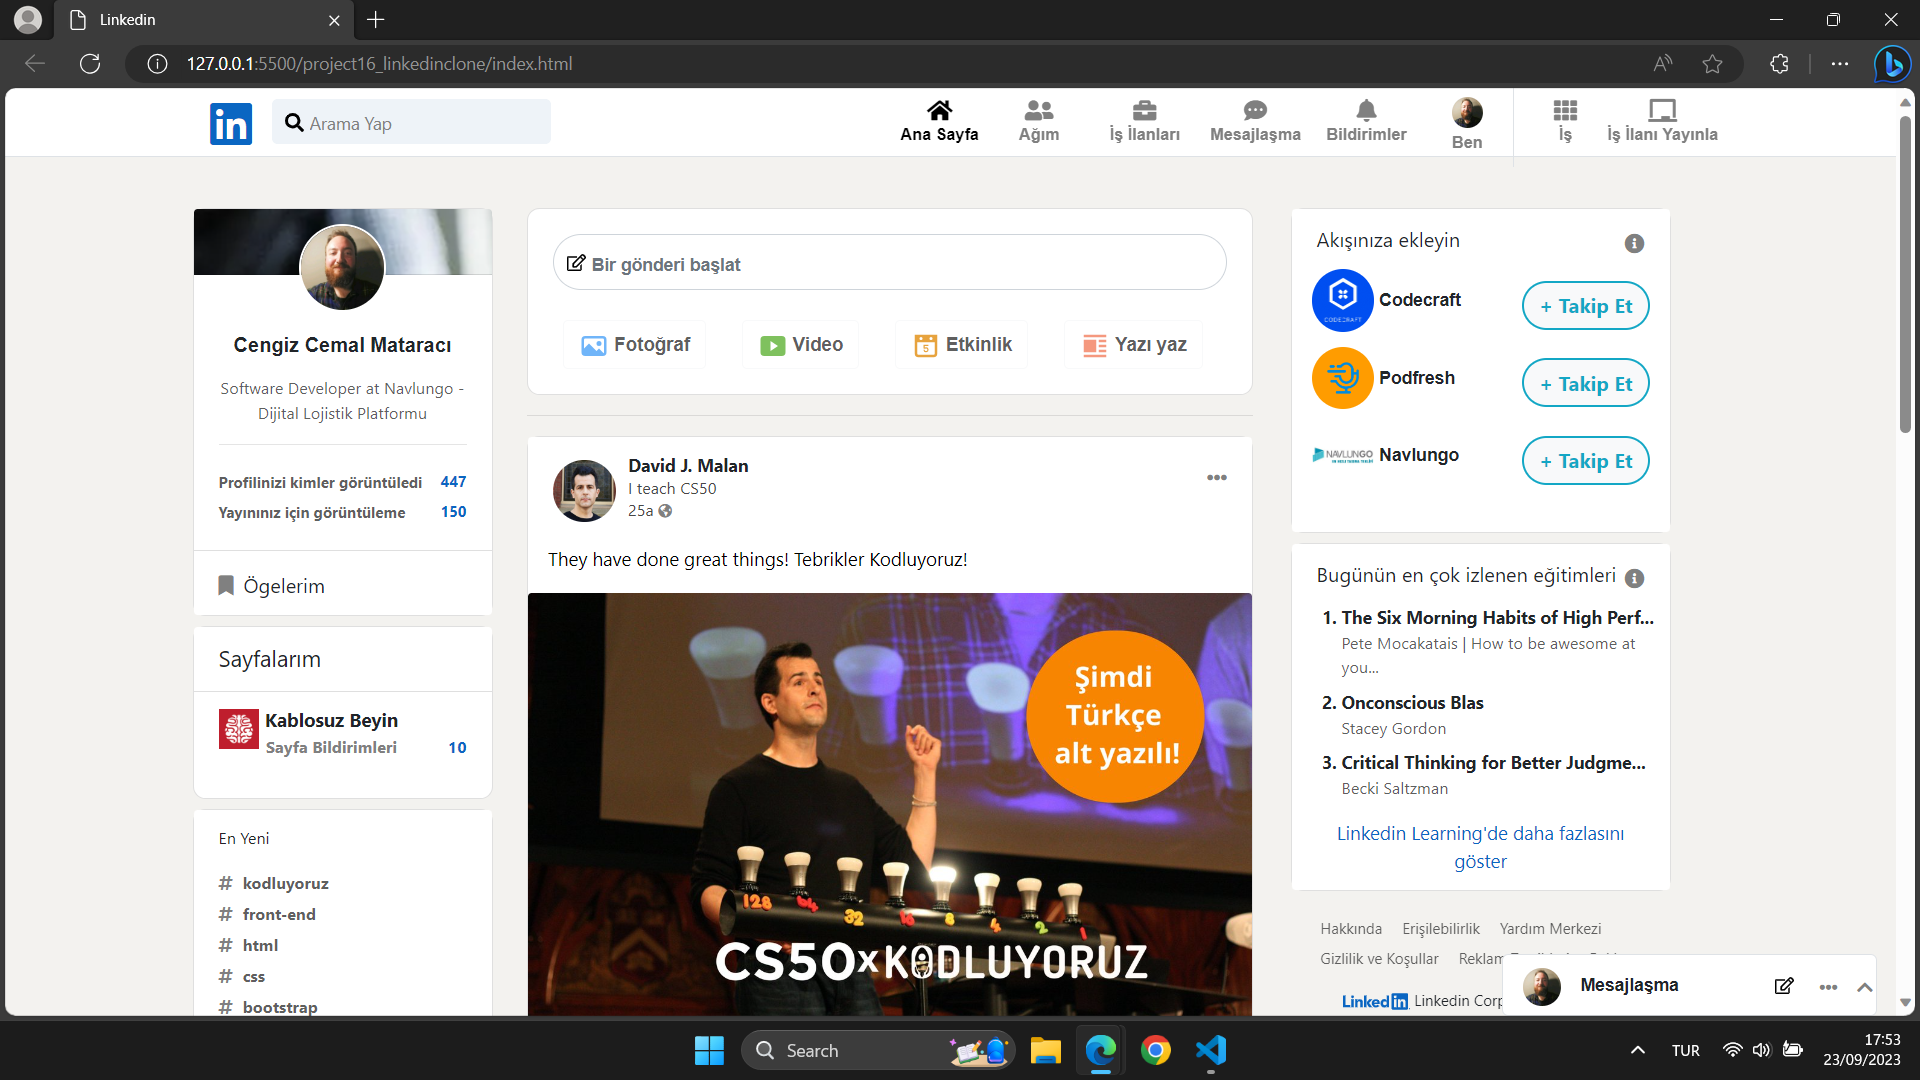 Linkedin
127.0.0.1:5500/project16_linkedinclone/index.html
in
Arama Yap
Ana Sayfa
Ağım
İş İlanları
Mesajlaşma
Bildirimler
Ben
İş
İş İlanı Yayınla
Cengiz Cemal Mataracı
Software Developer at Navlungo -
Dijital Lojistik Platformu
Profilinizi kimler görüntüledi 447
Yayınınız için görüntüleme 150
Ögelerim
Sayfalarım
Kablosuz Beyin
Sayfa Bildirimleri 10
En Yeni
# kodluyoruz
# front-end
# html
# css
# bootstrap
Bir gönderi başlat
Fotoğraf
Video
5
Etkinlik
Yazı yaz
David J. Malan
I teach CS50
25a
They have done great things! Tebrikler Kodluyoruz!
Şimdi
Türkçe
alt yazılı!
128 64 32 16 8 4 2 1
CS50xKODLUYORUZ
Akışınıza ekleyin
CODECRAFT
Codecraft
+ Takip Et
Podfresh
+ Takip Et
NAVLUNGO
Navlungo
+ Takip Et
Bugünün en çok izlenen eğitimleri
1. The Six Morning Habits of High Perf...
Pete Mocakatais | How to be awesome at
you...
2. Onconscious Blas
Stacey Gordon
3. Critical Thinking for Better Judgme...
Becki Saltzman
Linkedin Learning'de daha fazlasını
göster
Hakkında Erişilebilirlik Yardım Merkezi
Gizlilik ve Koşullar Reklam
Linkedin Linkedin Corp
Mesajlaşma
Search
TUR
17:53
23/09/2023